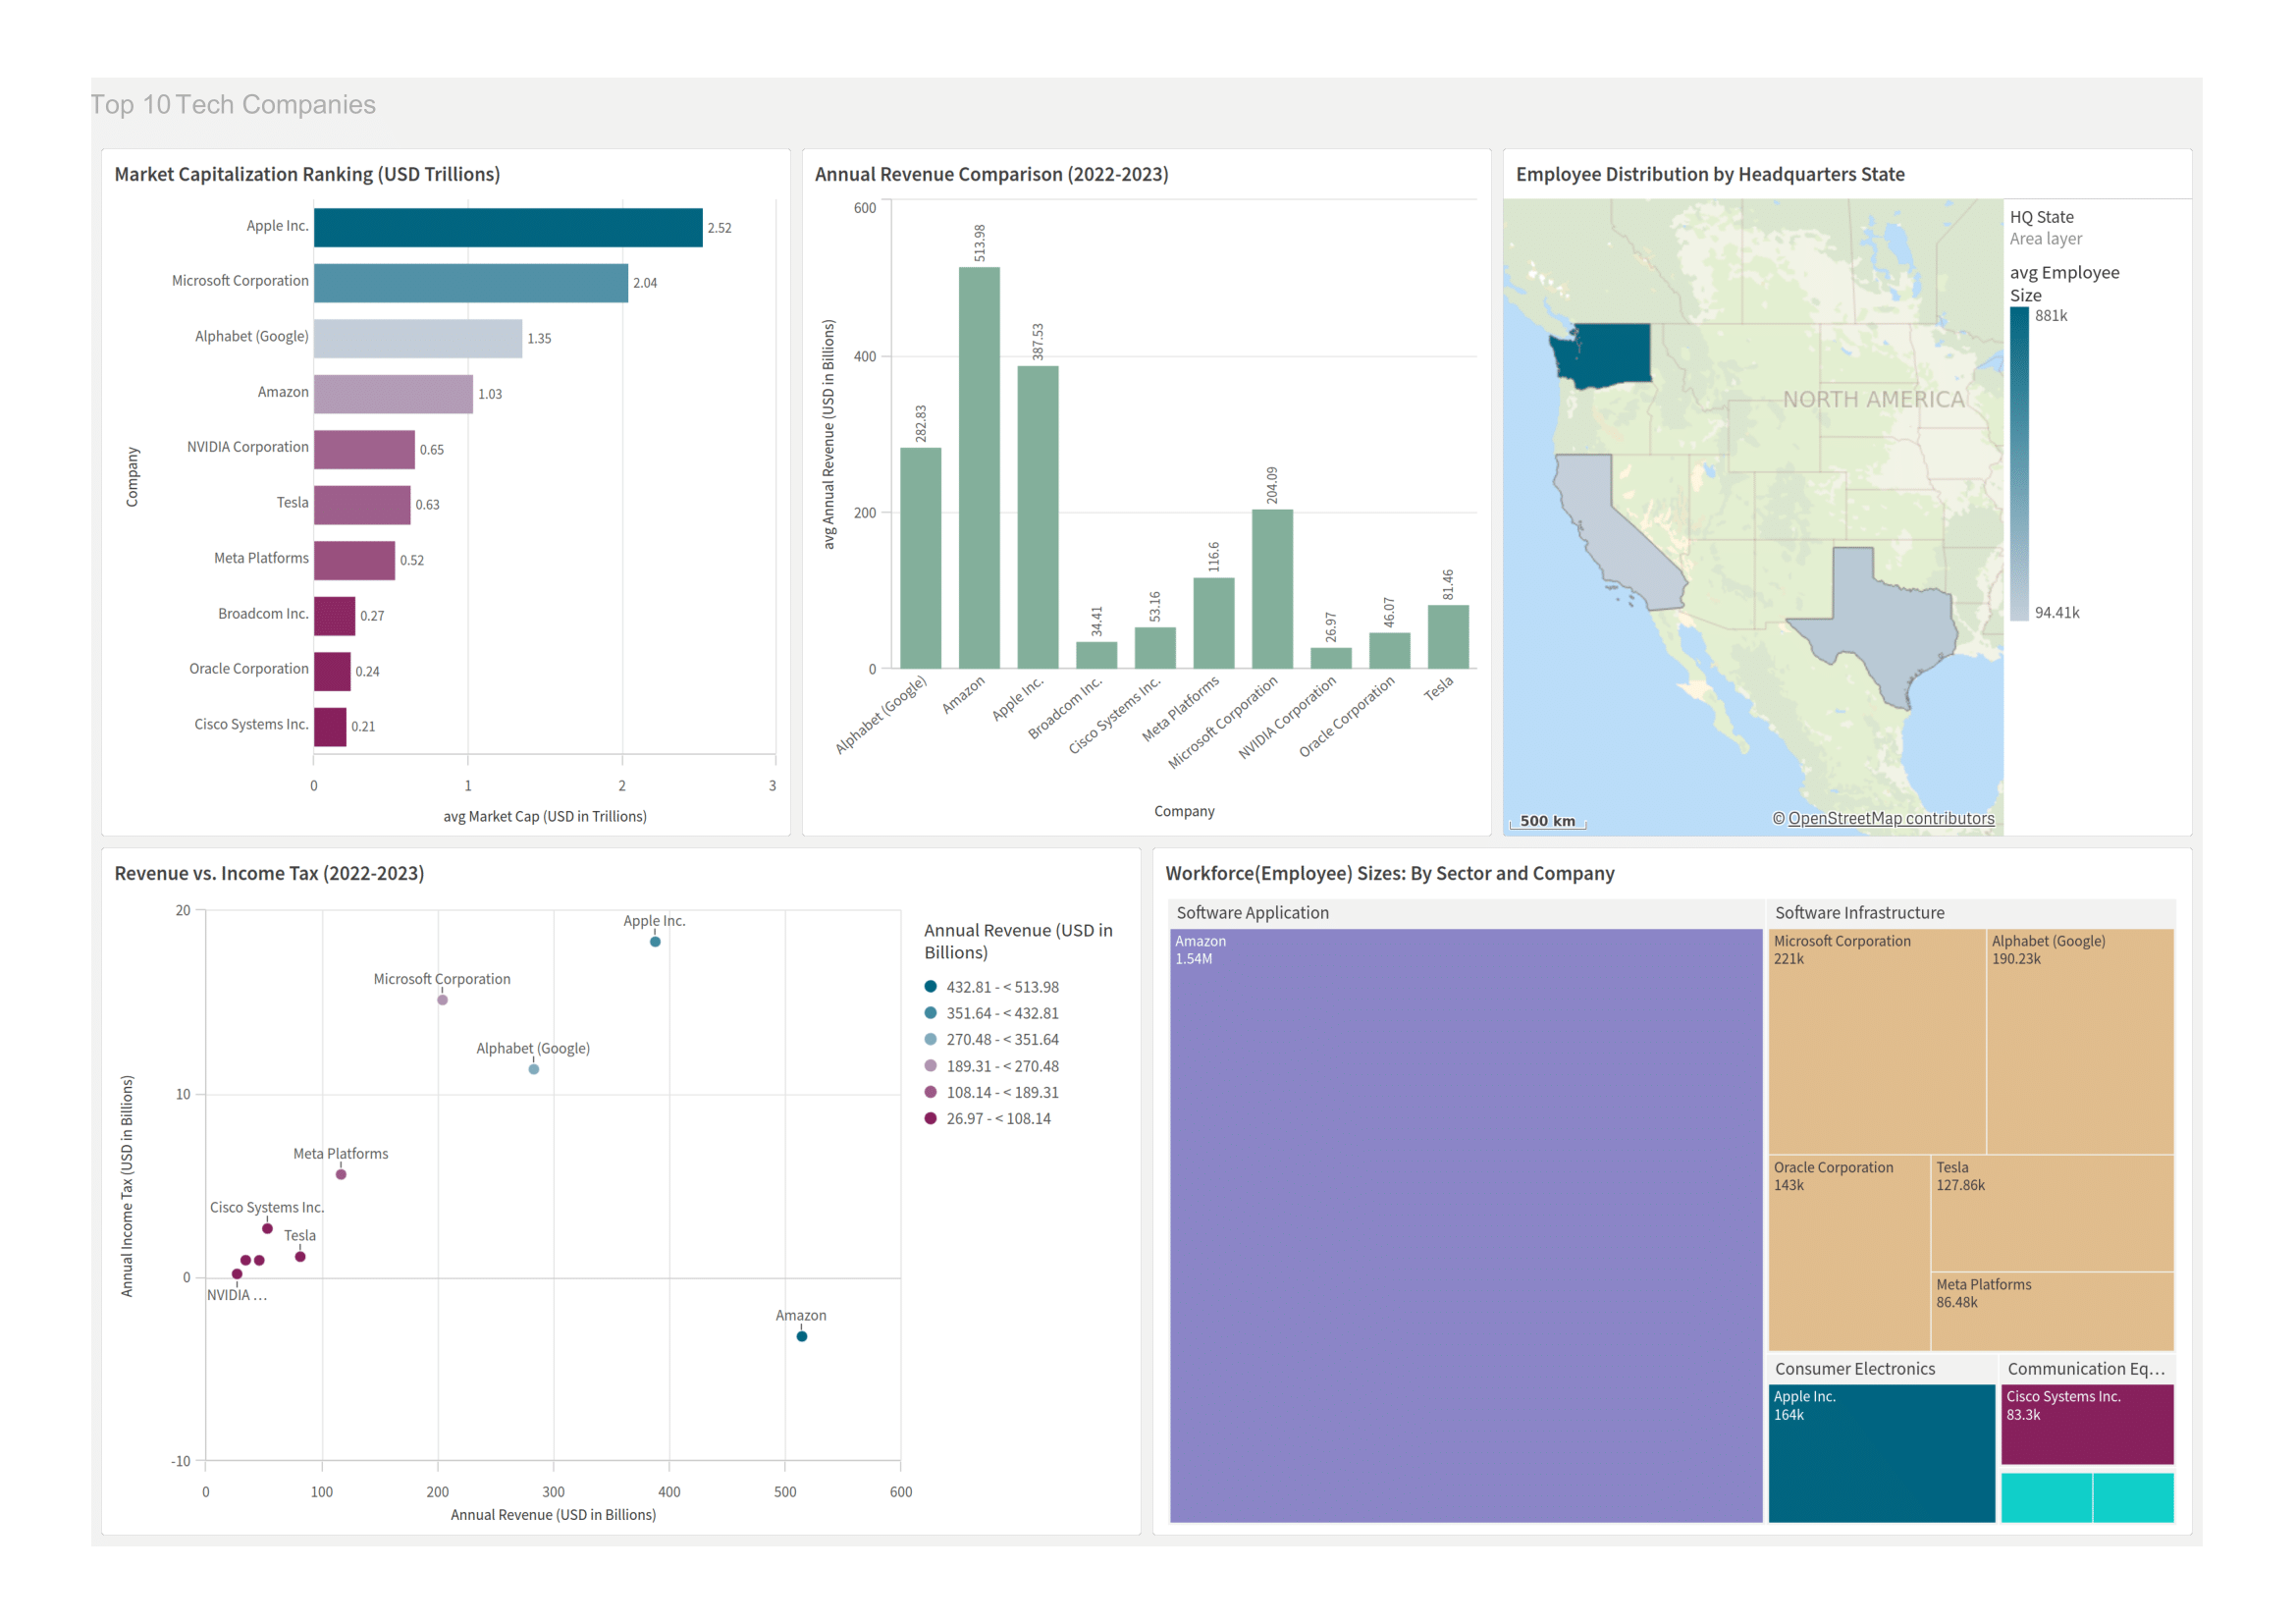 Top 10 Tech Companies
Market Capitalization Ranking (USD Trillions)
Company
Apple Inc.
2.52
Microsoft Corporation
2.04
Alphabet (Google)
1.35
Amazon
1.03
NVIDIA Corporation
0.65
Tesla
0.63
Meta Platforms
0.52
Broadcom Inc.
0.27
Oracle Corporation
0.24
Cisco Systems Inc.
0.21
0
1
2
3
avg Market Cap (USD in Trillions)
Annual Revenue Comparison (2022-2023)
avg Annual Revenue (USD in Billions)
600
400
200
0
282.83
513.98
387.53
34.41
53.16
116.6
204.09
26.97
46.07
81.46
Alphabet (Google)
Amazon
Apple Inc.
Broadcom Inc.
Cisco Systems Inc.
Meta Platforms
Microsoft Corporation
NVIDIA Corporation
Oracle Corporation
Tesla
Company
Employee Distribution by Headquarters State
NORTH AMERICA
500 km
© OpenStreetMap contributors
HQ State
Area layer
avg Employee
Size
881k
94.41k
Revenue vs. Income Tax (2022-2023)
Annual Income Tax (USD in Billions)
20
10
0
-10
Apple Inc.
Microsoft Corporation
Alphabet (Google)
Meta Platforms
Cisco Systems Inc.
Tesla
NVIDIA …
Amazon
0
100
200
300
400
500
600
Annual Revenue (USD in Billions)
Annual Revenue (USD in
Billions)
432.81 - < 513.98
351.64 - < 432.81
270.48 - < 351.64
189.31 - < 270.48
108.14 - < 189.31
26.97 - < 108.14
Workforce(Employee) Sizes: By Sector and Company
Software Application
Amazon
1.54M
Software Infrastructure
Microsoft Corporation
221k
Alphabet (Google)
190.23k
Oracle Corporation
143k
Tesla
127.86k
Meta Platforms
86.48k
Consumer Electronics
Apple Inc.
164k
Communication Eq…
Cisco Systems Inc.
83.3k